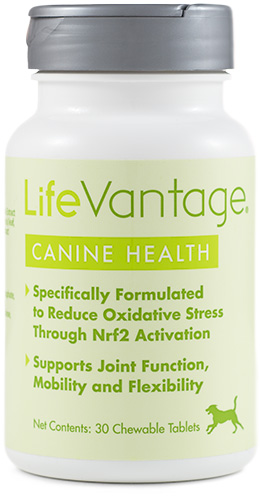 LifeVantage®
CANINE HEALTH
Specifically Formulated
to Reduce Oxidative Stress
Through Nrf2 Activation
Supports Joint Function,
Mobility and Flexibility
Net Contents: 30 Chewable Tablets